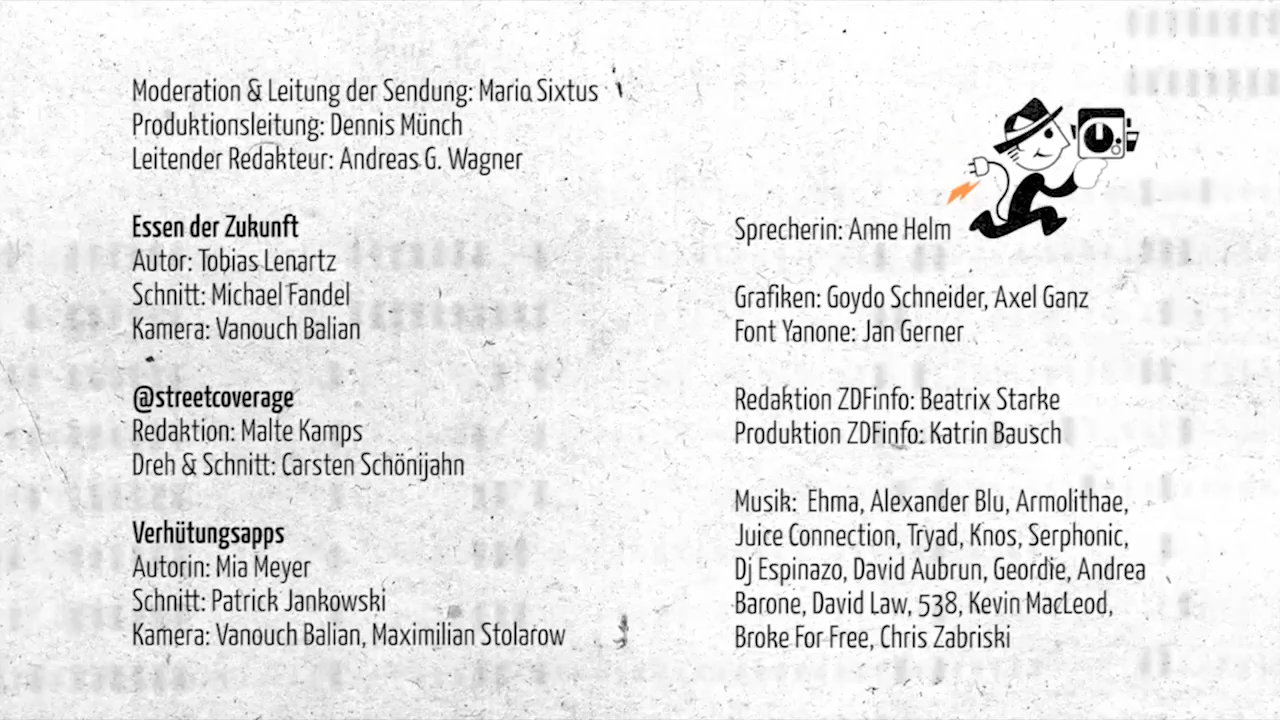 Moderation & Leitung der Sendung: Mario Sixtus
Produktionsleitung: Dennis Münch
Leitender Redakteur: Andreas G. Wagner
Essen der Zukunft
Autor: Tobias Lenartz
Schnitt: Michael Fandel
Kamera: Vanouch Balian
@streetcoverage
Redaktion: Malte Kamps
Dreh & Schnitt: Carsten Schönijahn
Verhütungsapps
Autorin: Mia Meyer
Schnitt: Patrick Jankowski
Kamera: Vanouch Balian, Maximilian Stolarow
Sprecherin: Anne Helm
Grafiken: Goydo Schneider, Axel Ganz
Font Yanone: Jan Gerner
Redaktion ZDFinfo: Beatrix Starke
Produktion ZDFinfo: Katrin Bausch
Musik: Ehma, Alexander Blu, Armolithae,
Juice Connection, Tryad, Knos, Serphonic,
Dj Espinazo, David Aubrun, Geordie, Andrea
Barone, David Law, 538, Kevin MacLeod,
Broke For Free, Chris Zabriski